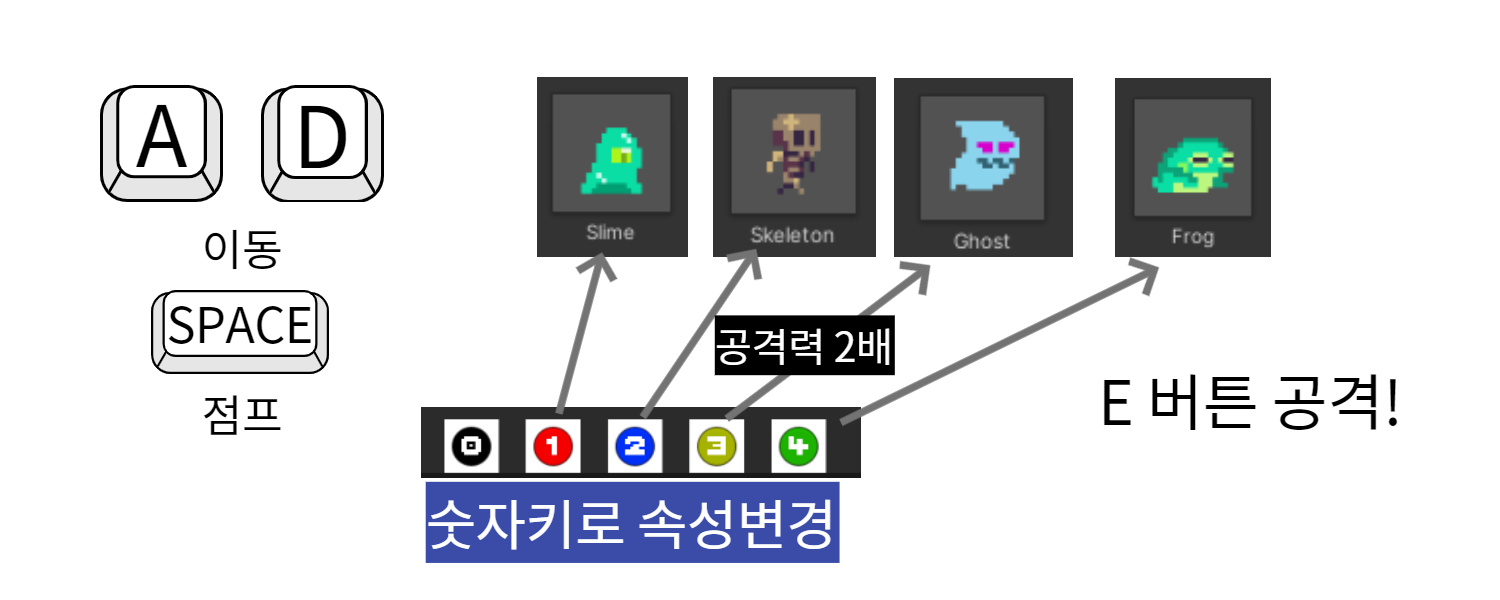 A D
이동
SPACE
점프
Slime
Skeleton
Ghost
Frog
공격력 2배
0 1 2 3 4
숫자키로 속성변경
E 버튼 공격!